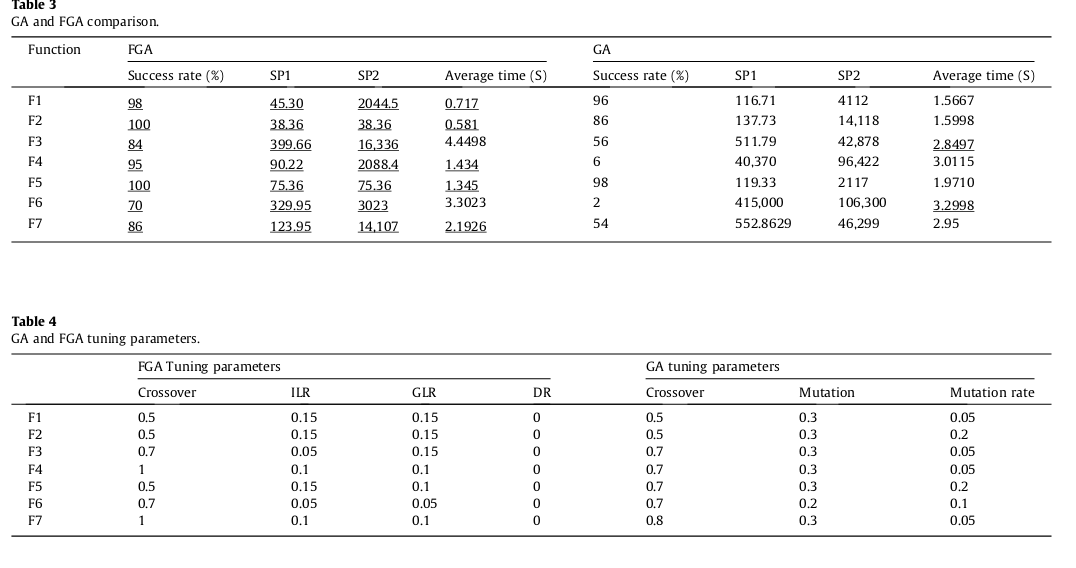 Table 3
GA and FGA comparison.
Function FGA GA
Success rate (%) SP1 SP2 Average time (S) Success rate (%) SP1 SP2 Average time (S)
F1 98 45.30 2044.5 0.717 96 116.71 4112 1.5667
F2 100 38.36 38.36 0.581 86 137.73 14,118 1.5998
F3 84 399.66 16,336 4.4498 56 511.79 42,878 2.8497
F4 95 90.22 2088.4 1.434 6 40,370 96,422 3.0115
F5 100 75.36 75.36 1.345 98 119.33 2117 1.9710
F6 70 329.95 3023 3.3023 2 415,000 106,300 3.2998
F7 86 123.95 14,107 2.1926 54 552.8629 46,299 2.95
Table 4
GA and FGA tuning parameters.
FGA Tuning parameters GA tuning parameters
Crossover ILR GLR DR Crossover Mutation Mutation rate
F1 0.5 0.15 0.15 0 0.5 0.3 0.05
F2 0.5 0.15 0.15 0 0.5 0.3 0.2
F3 0.7 0.05 0.15 0 0.7 0.3 0.05
F4 1 0.1 0.1 0 0.7 0.3 0.05
F5 0.5 0.15 0.1 0 0.7 0.3 0.2
F6 0.7 0.05 0.05 0 0.7 0.2 0.1
F7 1 0.1 0.1 0 0.8 0.3 0.05